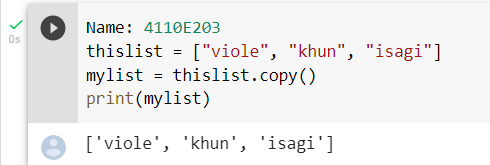 Name: 4110E203
thislist = ["viole", "khun", "isagi"]
mylist = thislist.copy()
print(mylist)
0s
['viole', 'khun', 'isagi']